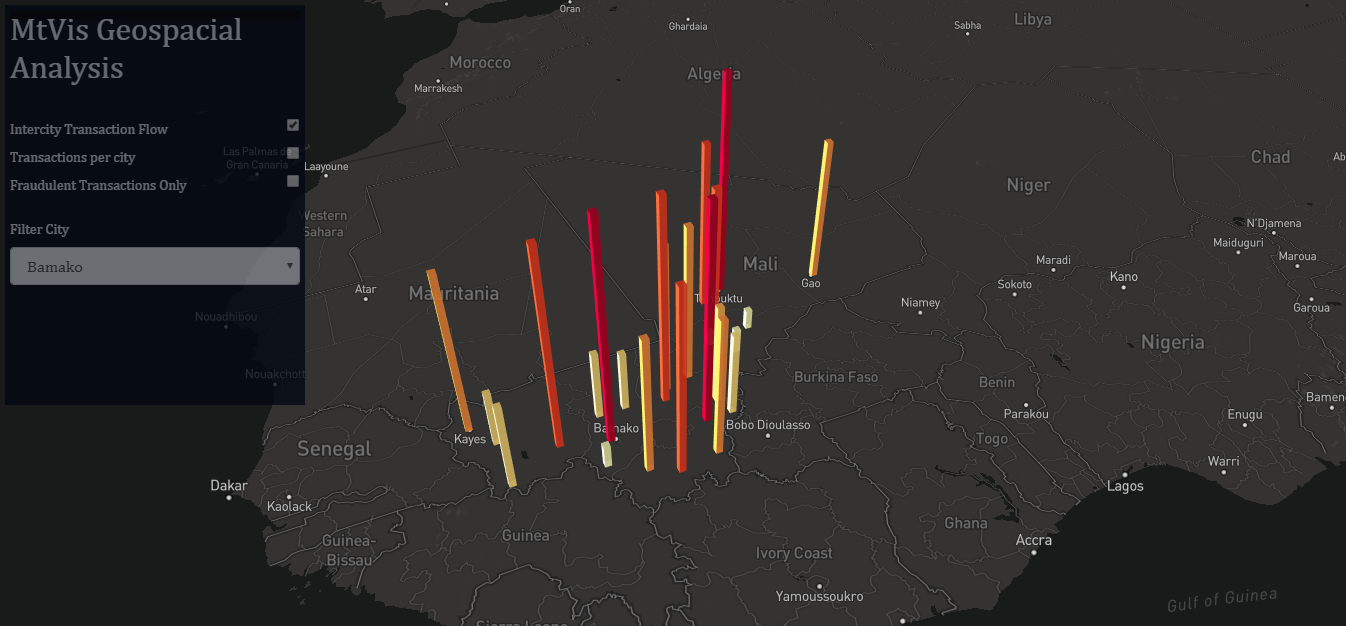 MtVis Geospacial
Analysis
Intercity Transaction Flow
Transactions per city
Fraudulent Transactions Only
Filter City
Bamako
Oran
Ghardaia
Sabha
Libya
Morocco
Algeria
Marrakesh
Las Palmas de
Gran Canaria
Laayoune
Chad
Niger
Western
Sahara
N'Djamena
Maiduguri
Maroua
Mali
Maradi
Kano
Sokoto
Gao
Atar
Mauritania
Niamey
Garoua
Nouadhibou
Nigeria
Nouakchott
Burkina Faso
Benin
Parakou
Enugu
Kayes
Bamako
Bobo Dioulasso
Togo
Senegal
Warri
Dakar
Lagos
Kaolack
Guinea
Ghana
Guinea-
Bissau
Accra
Ivory Coast
Yamoussoukro
Gulf of Guinea